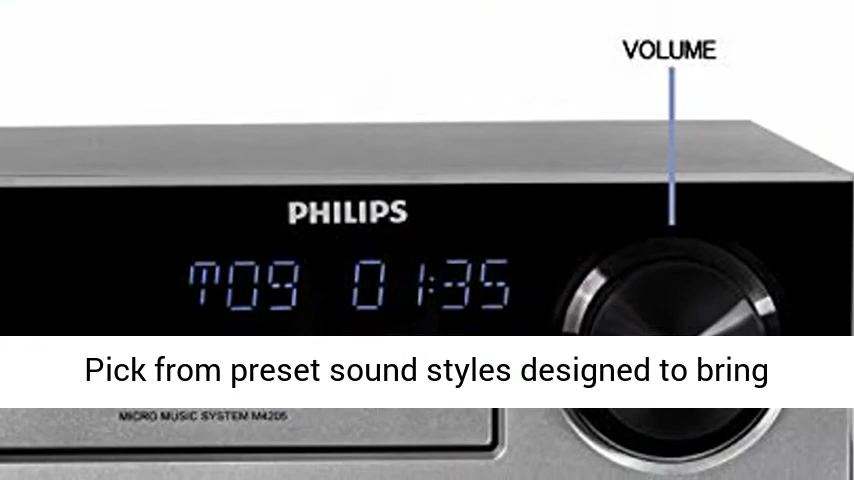 VOLUME
PHILIPS
T09 01:35
Pick from preset sound styles designed to bring
MICRO MUSIC SYSTEM M4205